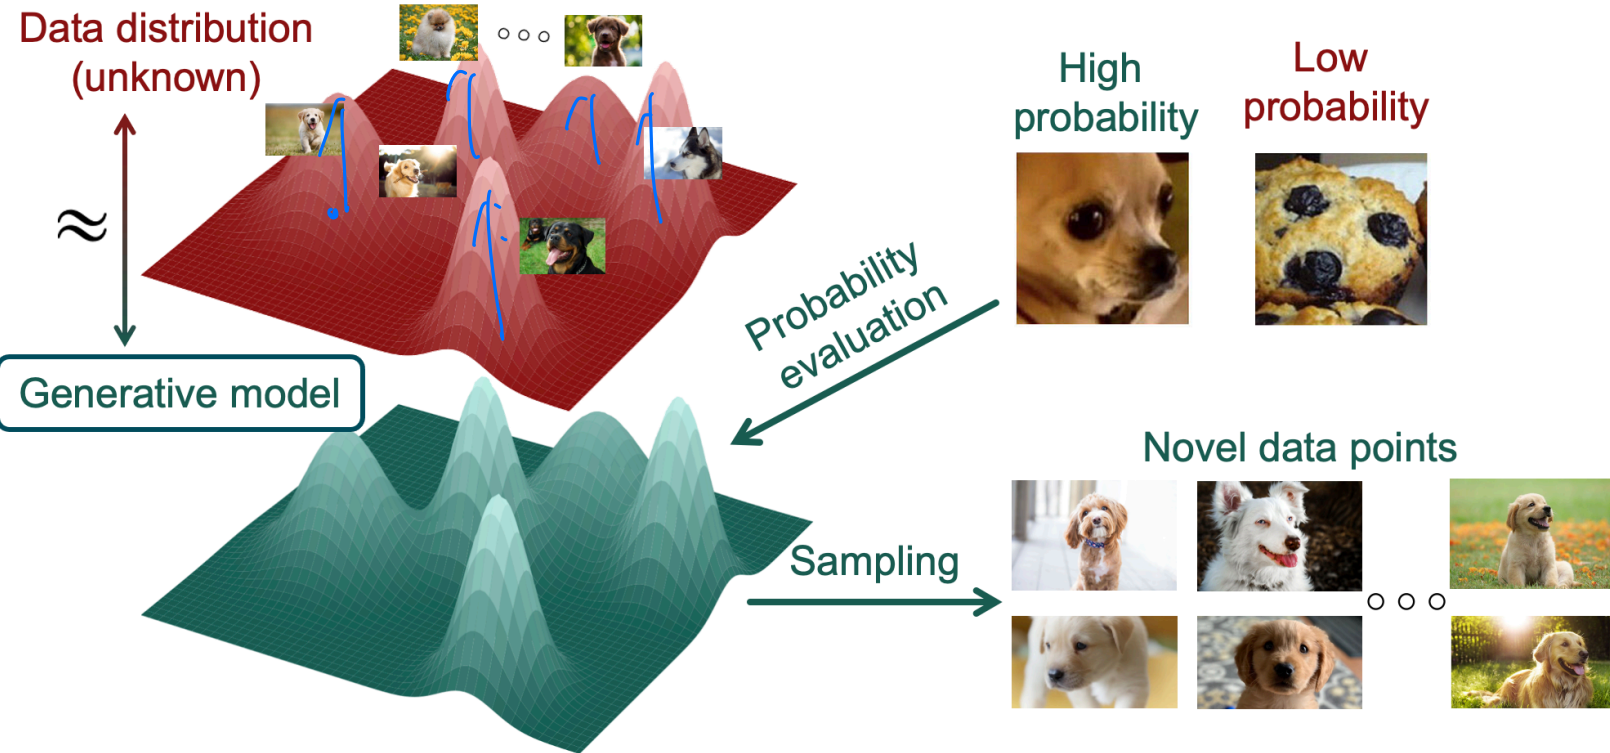 Data distribution
(unknown)
≈
Generative model
High
probability
Low
probability
Probability
evaluation
Sampling
Novel data points